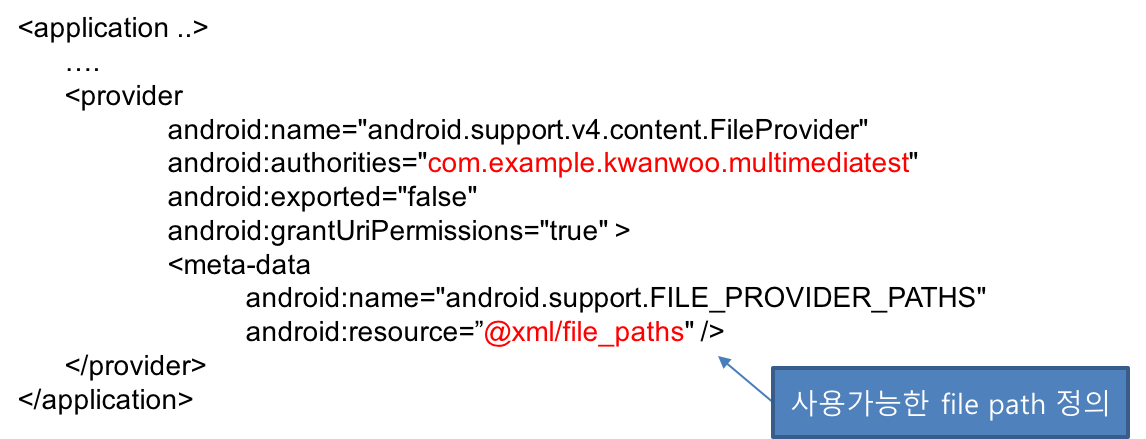 <application ..>
….
<provider
android:name="android.support.v4.content.FileProvider"
android:authorities="com.example.kwanwoo.multimediatest"
android:exported="false"
android:grantUriPermissions="true" >
<meta-data
android:name="android.support.FILE_PROVIDER_PATHS"
android:resource=”@xml/file_paths" />
</provider>
</application>
사용가능한 file path 정의